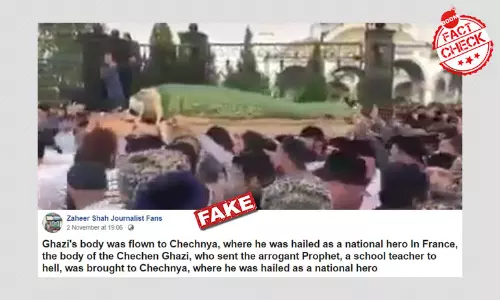 BOOM
FACT
CHECK
FAKE
Zaheer Shah Journalist Fans
2 November at 19:06
Ghazi's body was flown to Chechnya, where he was hailed as a national hero In France,
the body of the Chechen Ghazi, who sent the arrogant Prophet, a school teacher to
hell, was brought to Chechnya, where he was hailed as a national hero